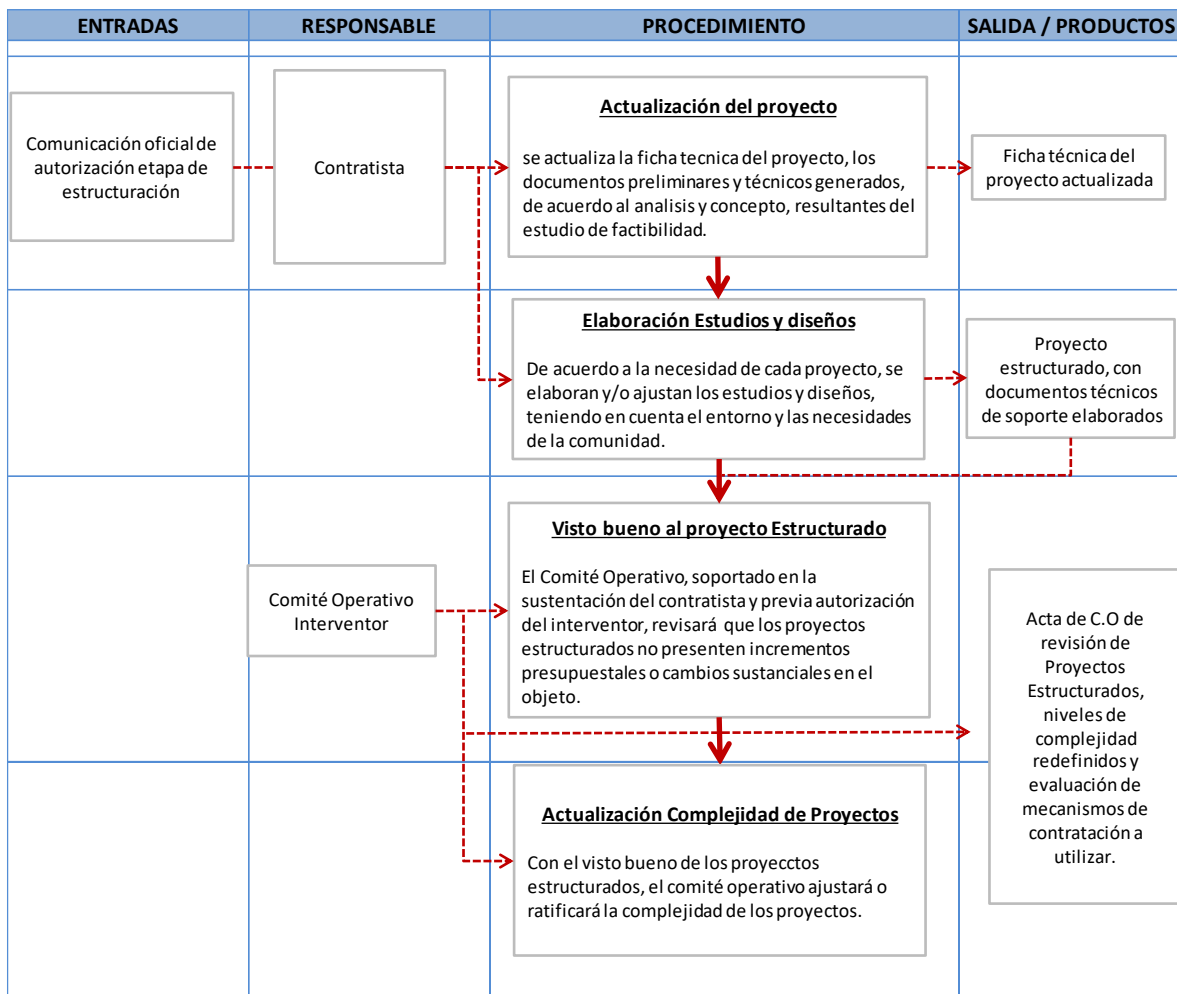 ENTRADAS
RESPONSABLE
PROCEDIMIENTO
SALIDA / PRODUCTOS
Comunicación oficial de
autorización etapa de
estructuración
Contratista
Actualización del proyecto
se actualiza la ficha tecnica del proyecto, los
documentos preliminares y técnicos generados,
de acuerdo al analisis y concepto, resultantes del
estudio de factibilidad.
Ficha técnica del
proyecto actualizada
Elaboración Estudios y diseños
De acuerdo a la necesidad de cada proyecto, se
elaboran y/o ajustan los estudios y diseños,
teniendo en cuenta el entorno y las necesidades
de la comunidad.
Proyecto
estructurado, con
documentos técnicos
de soporte elaborados
Comité Operativo
Interventor
Visto bueno al proyecto Estructurado
El Comité Operativo, soportado en la
sustentación del contratista y previa autorización
del interventor, revisará que los proyectos
estructurados no presenten incrementos
presupuestales o cambios sustanciales en el
objeto.
Acta de C.O de
revisión de
Proyectos
Estructurados,
niveles de
complejidad
redefinidos y
evaluación de
mecanismos de
contratación a
utilizar.
Actualización Complejidad de Proyectos
Con el visto bueno de los proyecctos
estructurados, el comité operativo ajustará o
ratificará la complejidad de los proyectos.